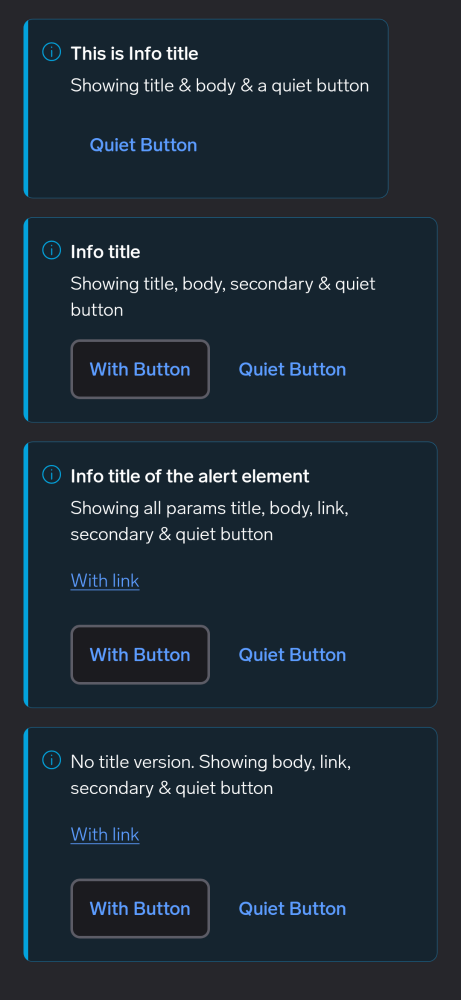 This is Info title
Showing title & body & a quiet button
Quiet Button
Info title
Showing title, body, secondary & quiet
button
With Button Quiet Button
Info title of the alert element
Showing all params title, body, link,
secondary & quiet button
With link
With Button Quiet Button
No title version. Showing body, link,
secondary & quiet button
With link
With Button Quiet Button